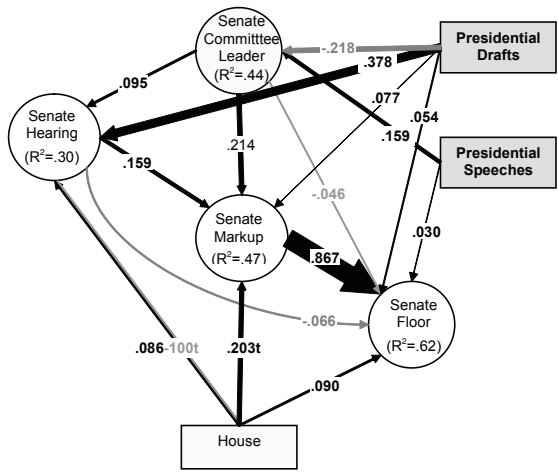 Senate
Committtee
Leader
(R²=.44)
-.218
.378
Presidential
Drafts
.095
.077
.054
.159
Senate
Hearing
(R²=.30)
.159
.214
Presidential
Speeches
-.046
Senate
Markup
(R²=.47)
.867
.030
Senate
Floor
(R²=.62)
-.066
.086-100t
.203t
.090
House